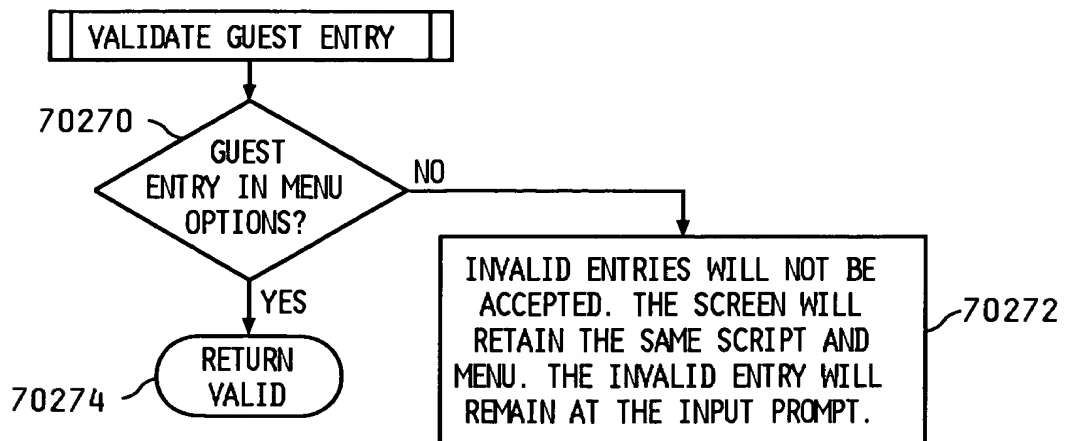 VALIDATE GUEST ENTRY
70270
GUEST
ENTRY IN MENU
OPTIONS?
NO
YES
INVALID ENTRIES WILL NOT BE
ACCEPTED. THE SCREEN WILL
RETAIN THE SAME SCRIPT AND
MENU. THE INVALID ENTRY WILL
REMAIN AT THE INPUT PROMPT.
70272
RETURN
VALID
70274